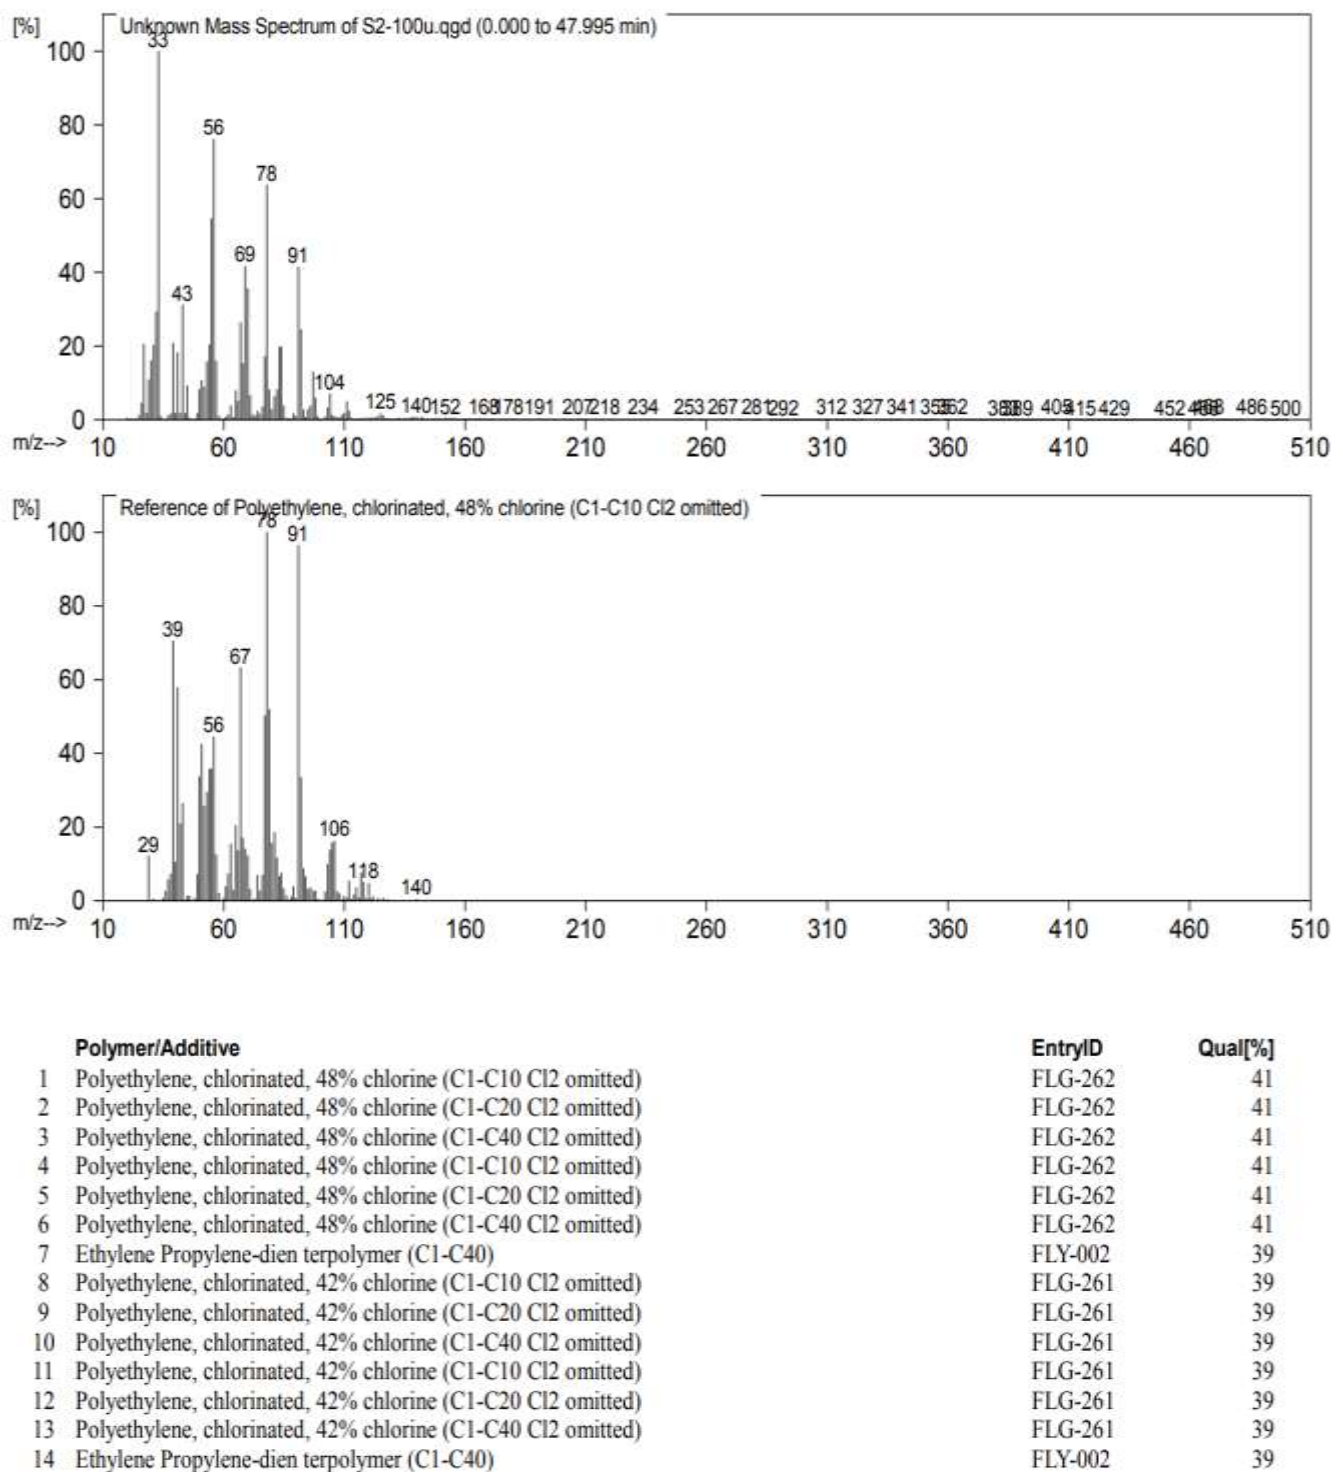 [%] Unknown Mass Spectrum of S2-100u.qgd (0.000 to 47.995 min)
100 33
80
56
78
60
69 91
40
43
20
104
125 140 152 168 178 191 207 218 234 253 267 281 292 312 327 341 355 362 383 389 405 415 429 452 468 486 500
0
m/z--> 10 60 110 160 210 260 310 360 410 460 510
[%] Reference of Polyethylene, chlorinated, 48% chlorine (C1-C10 Cl2 omitted)
100 78 91
80
39
67
60
56
40
20
29 106
118
140
0
m/z--> 10 60 110 160 210 260 310 360 410 460 510
Polymer/Additive EntryID Qual[%]
1 Polyethylene, chlorinated, 48% chlorine (C1-C10 Cl2 omitted) FLG-262 41
2 Polyethylene, chlorinated, 48% chlorine (C1-C20 Cl2 omitted) FLG-262 41
3 Polyethylene, chlorinated, 48% chlorine (C1-C40 Cl2 omitted) FLG-262 41
4 Polyethylene, chlorinated, 48% chlorine (C1-C10 Cl2 omitted) FLG-262 41
5 Polyethylene, chlorinated, 48% chlorine (C1-C20 Cl2 omitted) FLG-262 41
6 Polyethylene, chlorinated, 48% chlorine (C1-C40 Cl2 omitted) FLG-262 41
7 Ethylene Propylene-dien terpolymer (C1-C40) FLY-002 39
8 Polyethylene, chlorinated, 42% chlorine (C1-C10 Cl2 omitted) FLG-261 39
9 Polyethylene, chlorinated, 42% chlorine (C1-C20 Cl2 omitted) FLG-261 39
10 Polyethylene, chlorinated, 42% chlorine (C1-C40 Cl2 omitted) FLG-261 39
11 Polyethylene, chlorinated, 42% chlorine (C1-C10 Cl2 omitted) FLG-261 39
12 Polyethylene, chlorinated, 42% chlorine (C1-C20 Cl2 omitted) FLG-261 39
13 Polyethylene, chlorinated, 42% chlorine (C1-C40 Cl2 omitted) FLG-261 39
14 Ethylene Propylene-dien terpolymer (C1-C40) FLY-002 39